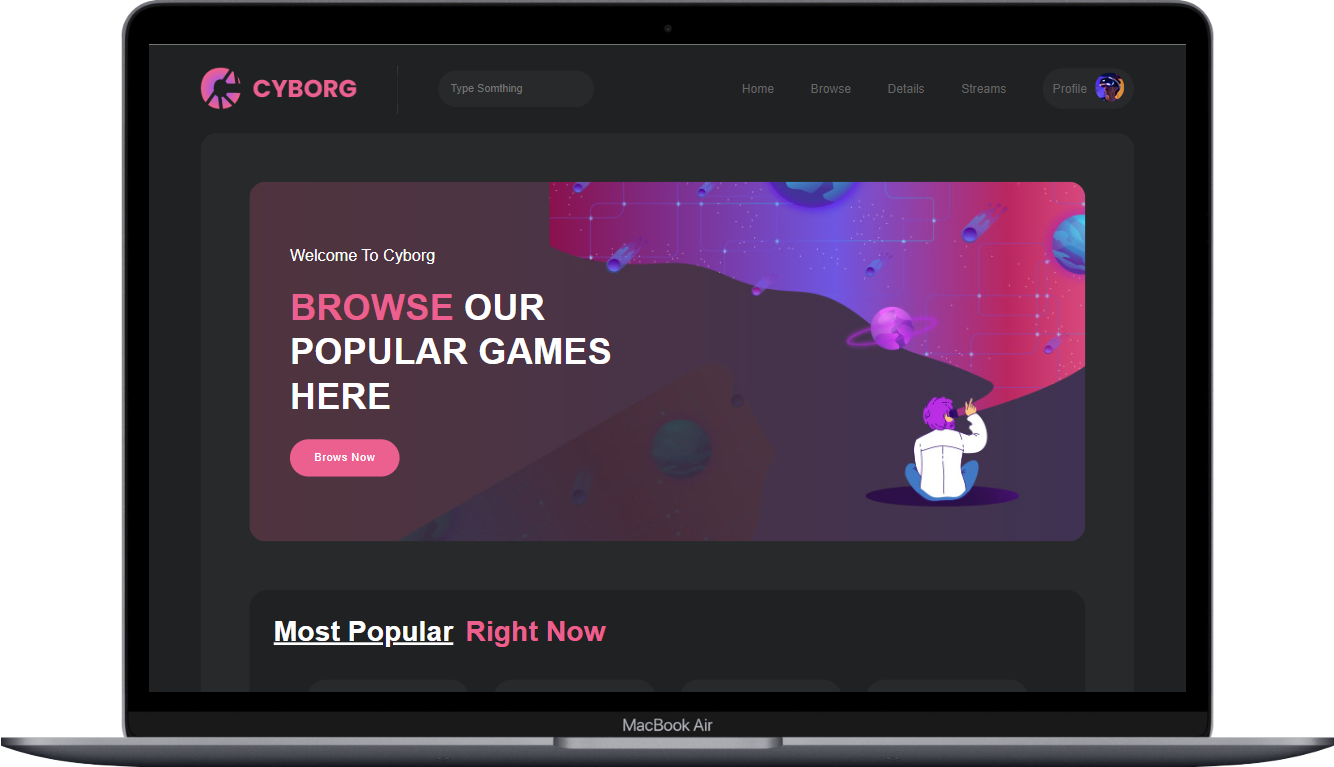 CYBORG
Type Somthing
Home
Browse
Details
Streams
Profile
Welcome To Cyborg
BROWSE OUR
POPULAR GAMES
HERE
Brows Now
Most Popular Right Now
MacBook Air